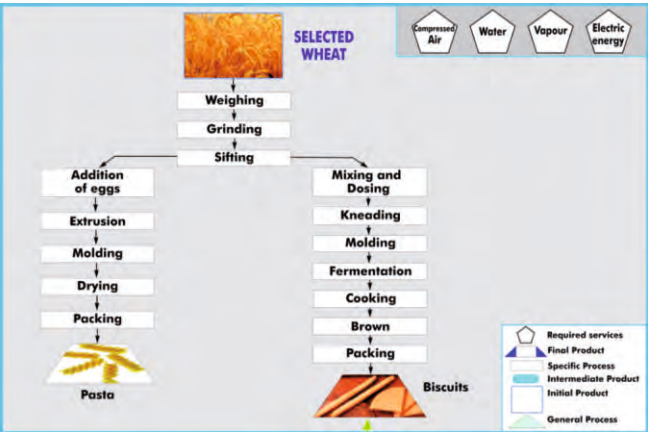 SELECTED
WHEAT
Compressed
Air
Water
Vapour
Electric
energy
Weighing
Grinding
Sifting
Addition
of eggs
Extrusion
Molding
Drying
Packing
Pasta
Mixing and
Dosing
Kneading
Molding
Fermentation
Cooking
Brown
Packing
Biscuits
Required services
Final Product
Specific Process
Intermediate Product
Initial Product
General Process